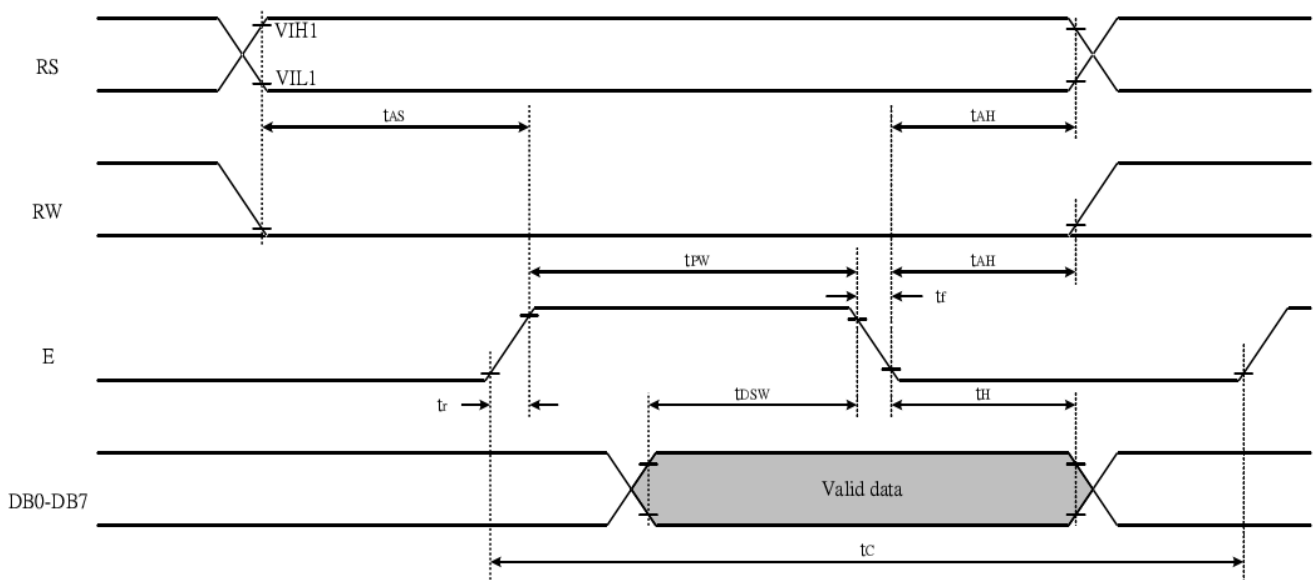 VIH1
RS
VIL1
tAS
tAH
RW
tPW
tAH
tf
E
tr
tDSW
tH
DB0-DB7
Valid data
tC